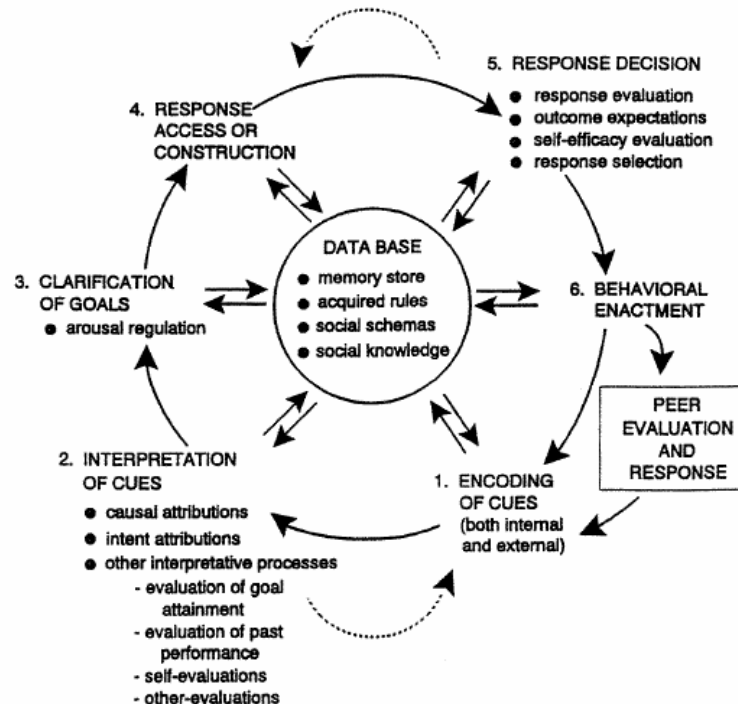 5. RESPONSE DECISION
● response evaluation
● outcome expectations
● self-efficacy evaluation
● response selection
4. RESPONSE
ACCESS OR
CONSTRUCTION
DATA BASE
● memory store
● acquired rules
● social schemas
● social knowledge
3. CLARIFICATION
OF GOALS
● arousal regulation
6. BEHAVIORAL
ENACTMENT
PEER
EVALUATION
AND
RESPONSE
2. INTERPRETATION
OF CUES
● causal attributions
● intent attributions
● other interpretative processes
- evaluation of goal
attainment
- evaluation of past
performance
- self-evaluations
- other-evaluations
1. ENCODING
OF CUES
(both internal
and external)